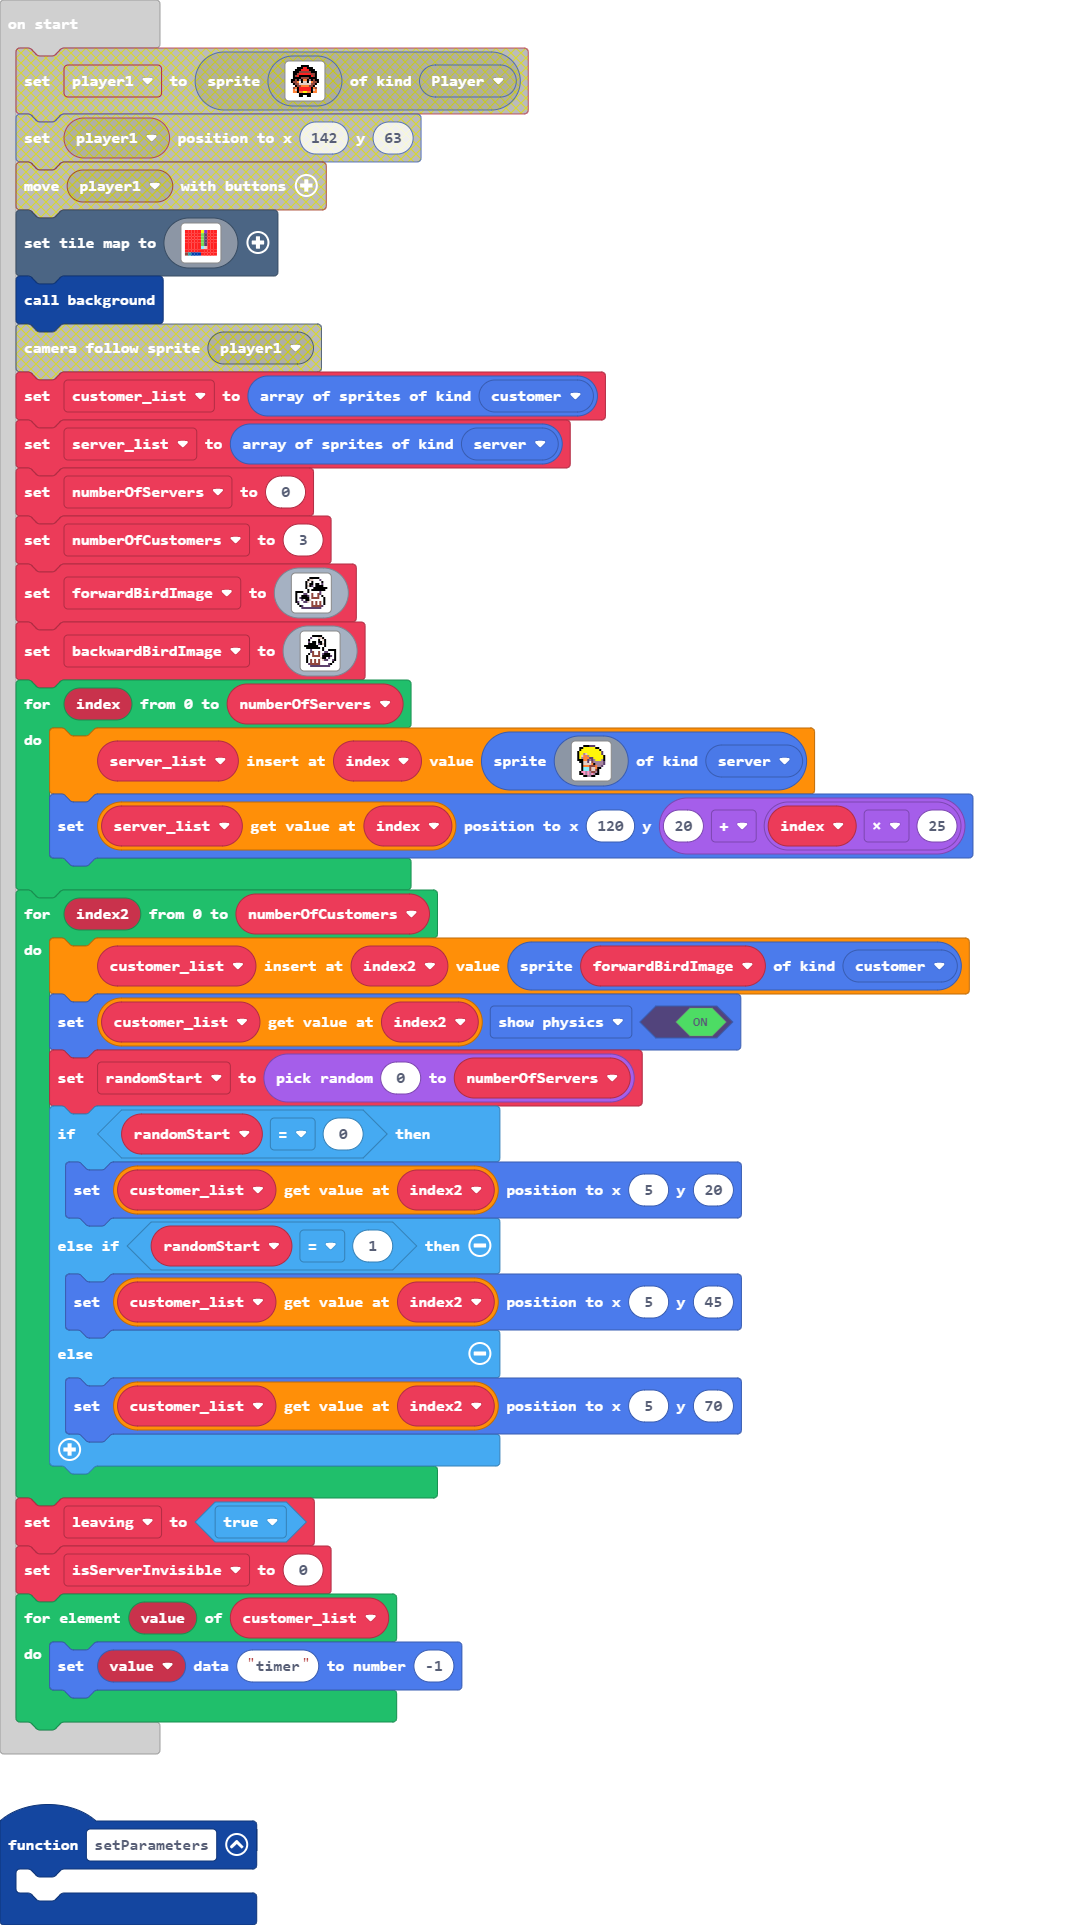 on start
set player1 to sprite of kind Player
set player1 position to x 142 y 63
move player1 with buttons
set tile map to
call background
camera follow sprite player1
set customer_list to array of sprites of kind customer
set server_list to array of sprites of kind server
set numberOfServers to 0
set numberOfCustomers to 3
set forwardBirdImage to
set backwardBirdImage to
for index from 0 to numberOfServers
do
server_list insert at index value sprite of kind server
set server_list get value at index position to x 120 y 20 + index × 25
for index2 from 0 to numberOfCustomers
do
customer_list insert at index2 value sprite forwardBirdImage of kind customer
set customer_list get value at index2 show physics ON
set randomStart to pick random 0 to numberOfServers
if randomStart = 0 then
set customer_list get value at index2 position to x 5 y 20
else if randomStart = 1 then
set customer_list get value at index2 position to x 5 y 45
else
set customer_list get value at index2 position to x 5 y 70
set leaving to true
set isServerInvisible to 0
for element value of customer_list
do
set value data "timer" to number -1
function setParameters